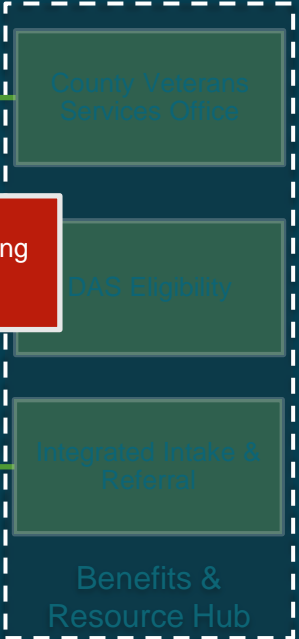 County Veterans
Services Office
ng
DAS Eligibility
Integrated Intake &
Referral
Benefits &
Resource Hub